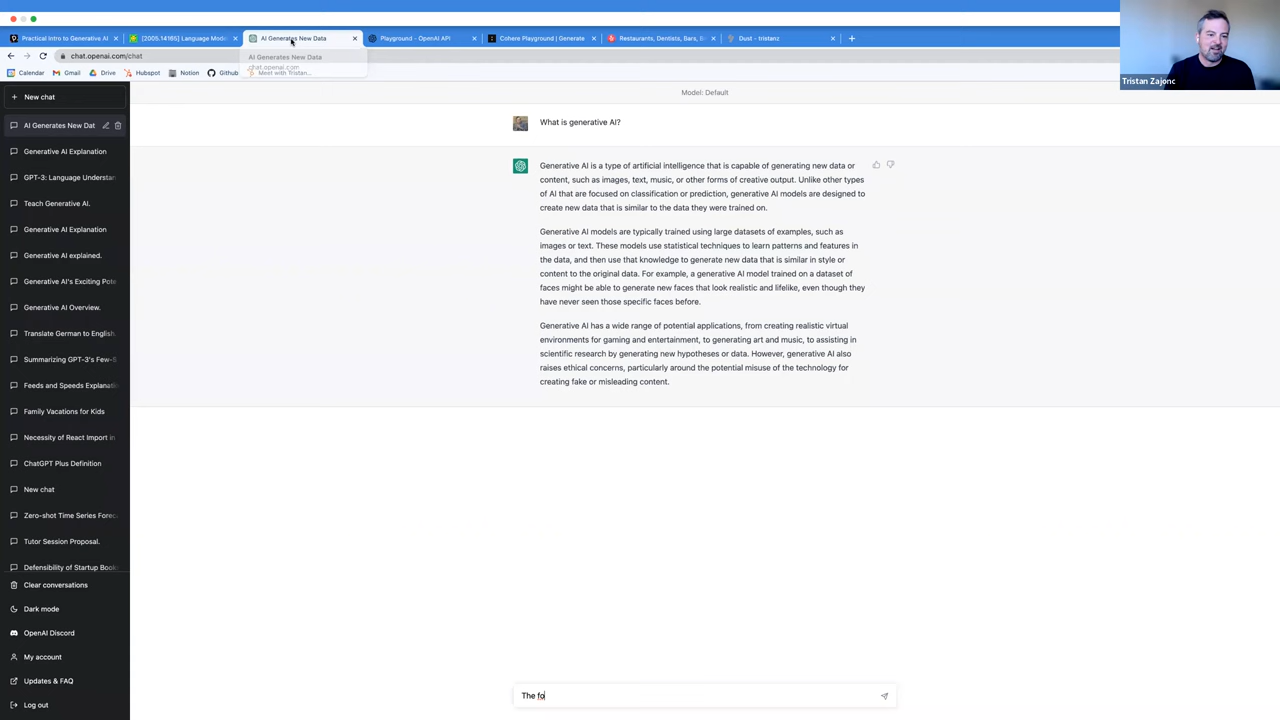 Practical Intro to Generative AI
[2005.14165] Language Mode
AI Generates New Data
Playground - OpenAI API
Cohere Playground | Generate
Restaurants, Dentists, Bars, B
Dust - tristanz
chat.openai.com/chat
AI Generates New Data
chat.openai.com
Calendar
Gmail
Drive
Hubspot
Notion
Github
Meet with Tristan...
Tristan Zajonc
New chat
Model: Default
AI Generates New Dat
Generative AI Explanation
GPT-3: Language Understan
Teach Generative AI.
Generative AI Explanation
Generative AI explained.
Generative AI's Exciting Pote
Generative AI Overview.
Translate German to English.
Summarizing GPT-3's Few-S
Feeds and Speeds Explanatio
Family Vacations for Kids
Necessity of React Import in
ChatGPT Plus Definition
New chat
Zero-shot Time Series Foreca
Tutor Session Proposal.
Defensibility of Startup Book
Clear conversations
Dark mode
OpenAI Discord
My account
Updates & FAQ
Log out
What is generative AI?
Generative AI is a type of artificial intelligence that is capable of generating new data or
content, such as images, text, music, or other forms of creative output. Unlike other types
of AI that are focused on classification or prediction, generative AI models are designed to
create new data that is similar to the data they were trained on.
Generative AI models are typically trained using large datasets of examples, such as
images or text. These models use statistical techniques to learn patterns and features in
the data, and then use that knowledge to generate new data that is similar in style or
content to the original data. For example, a generative AI model trained on a dataset of
faces might be able to generate new faces that look realistic and lifelike, even though they
have never seen those specific faces before.
Generative AI has a wide range of potential applications, from creating realistic virtual
environments for gaming and entertainment, to generating art and music, to assisting in
scientific research by generating new hypotheses or data. However, generative AI also
raises ethical concerns, particularly around the potential misuse of the technology for
creating fake or misleading content.
The fo